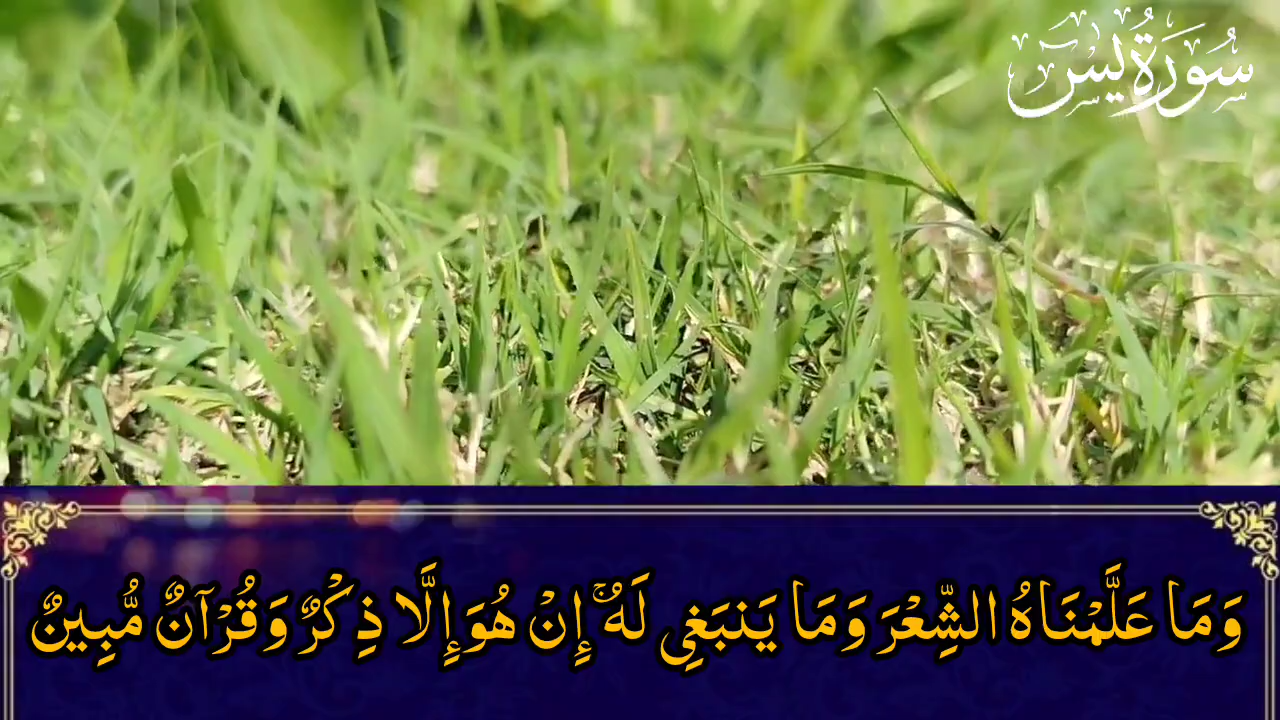 سُورَةُ يس
وَمَا عَلَّمْنَاهُ الشِّعْرَ وَمَا يَنبَغِي لَهُ ۚ إِنْ هُوَ إِلَّا ذِكْرٌ وَقُرْآنٌ مُّبِينٌ